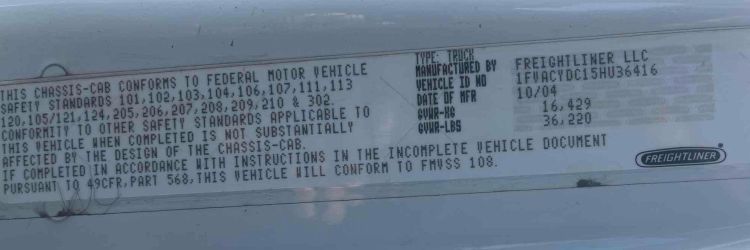 THIS CHASSIS-CAB CONFORMS TO FEDERAL MOTOR VEHICLE
SAFETY STANDARDS 101,102,103,104,106,107,111,113
120,105/121,124,205,206,207,208,209,210 & 302.
CONFORMITY TO OTHER SAFETY STANDARDS APPLICABLE TO
THIS VEHICLE WHEN COMPLETED IS NOT SUBSTANTIALLY
AFFECTED BY THE DESIGN OF THE CHASSIS-CAB.
IF COMPLETED IN ACCORDANCE WITH INSTRUCTIONS IN THE INCOMPLETE VEHICLE DOCUMENT
PURSUANT TO 49CFR,PART 568,THIS VEHICLE WILL CONFORM TO FMVSS 108.
TYPE: TRUCK
MANUFACTURED BY FREIGHTLINER LLC
VEHICLE ID NO 1FVACYDC15HU36416
DATE OF MFR 10/04
GVWR-KG 16,429
GVWR-LBS 36,220
FREIGHTLINER